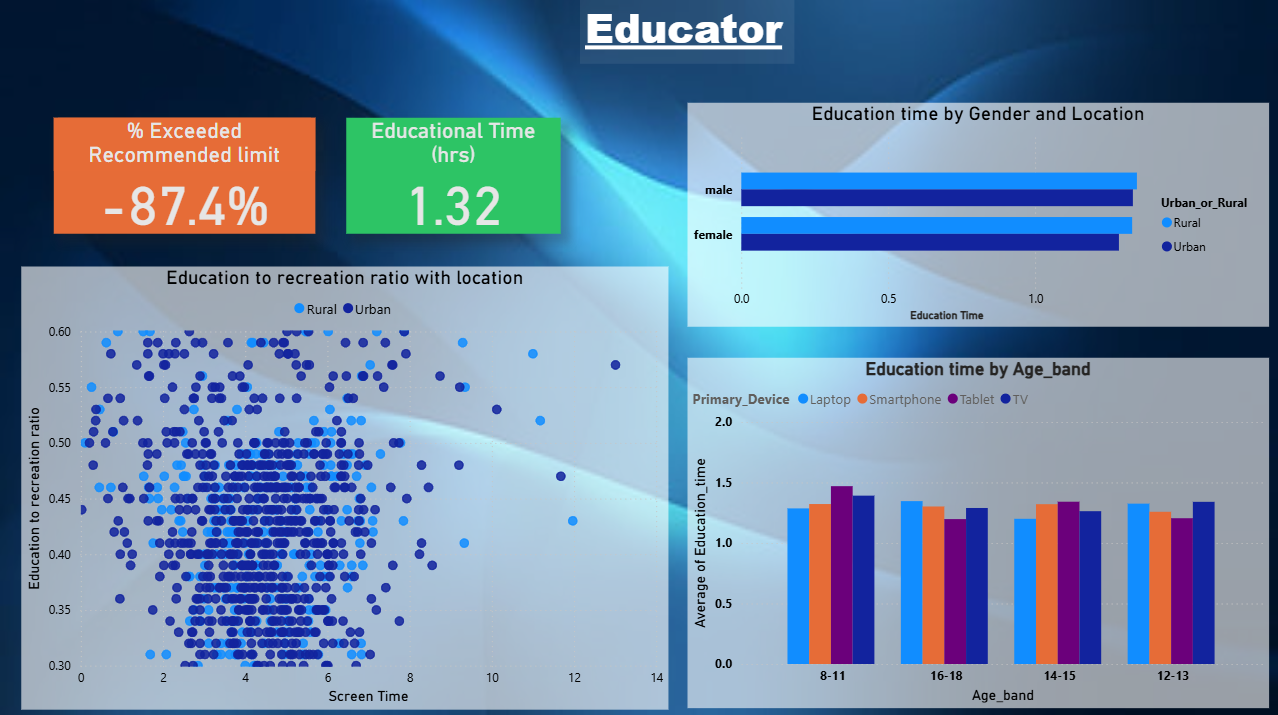 Educator
% Exceeded
Recommended limit
-87.4%
Educational Time
(hrs)
1.32
Education time by Gender and Location
male
female
0.0 0.5 1.0
Education Time
Urban_or_Rural
Rural
Urban
Education to recreation ratio with location
Rural Urban
Education to recreation ratio
0.60
0.55
0.50
0.45
0.40
0.35
0.30
0 2 4 6 8 10 12 14
Screen Time
Education time by Age_band
Primary_Device Laptop Smartphone Tablet TV
Average of Education_time
2.0
1.5
1.0
0.5
0.0
8-11 16-18 14-15 12-13
Age_band